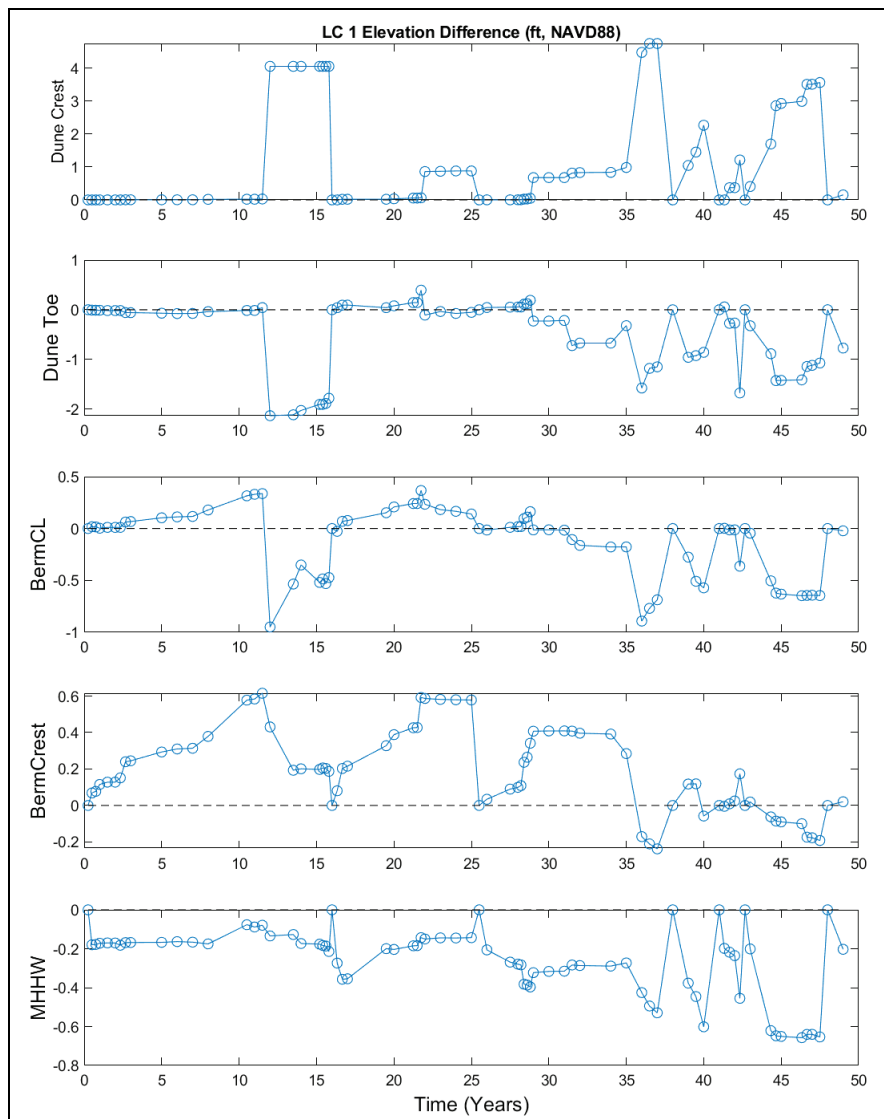 LC 1 Elevation Difference (ft, NAVD88)
4
3
2
1
0
Dune Crest
0 5 10 15 20 25 30 35 40 45 50
1
0
-1
-2
Dune Toe
0 5 10 15 20 25 30 35 40 45 50
0.5
0
-0.5
-1
BermCL
0 5 10 15 20 25 30 35 40 45 50
0.6
0.4
0.2
0
-0.2
BermCrest
0 5 10 15 20 25 30 35 40 45 50
0
-0.2
-0.4
-0.6
-0.8
MHHW
0 5 10 15 20 25 30 35 40 45 50
Time (Years)